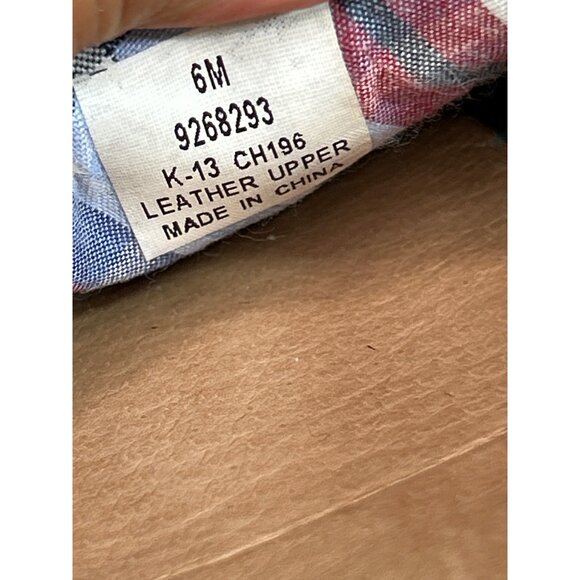 6M
9268293
K-13 CH196
LEATHER UPPER
MADE IN CHINA